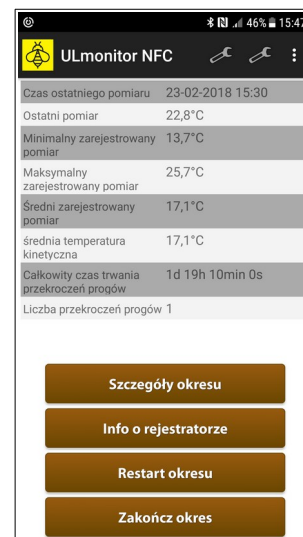 46% 15:47
ULmonitor NFC
Czas ostatniego pomiaru 23-02-2018 15:30
Ostatni pomiar 22,8°C
Minimalny zarejestrowany pomiar 13,7°C
Maksymalny zarejestrowany pomiar 25,7°C
Średni zarejestrowany pomiar 17,1°C
średnia temperatura kinetyczna 17,1°C
Całkowity czas trwania przekroczeń progów 1d 19h 10min 0s
Liczba przekroczeń progów 1
Szczegóły okresu
Info o rejestratorze
Restart okresu
Zakończ okres